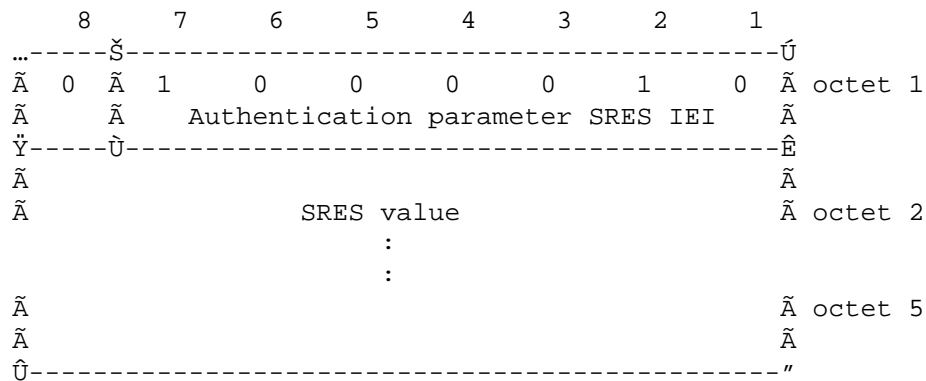 8 7 6 5 4 3 2 1
…-----Š-----------------------------------------Ú
Ã 0 Ã 1 0 0 0 0 1 0 Ã octet 1
Ã Ã Authentication parameter SRES IEI Ã
Ÿ-----Ù-----------------------------------------Ê
Ã Ã
Ã SRES value Ã octet 2
:
:
Ã Ã octet 5
Ã Ã
Û-----------------------------------------------″